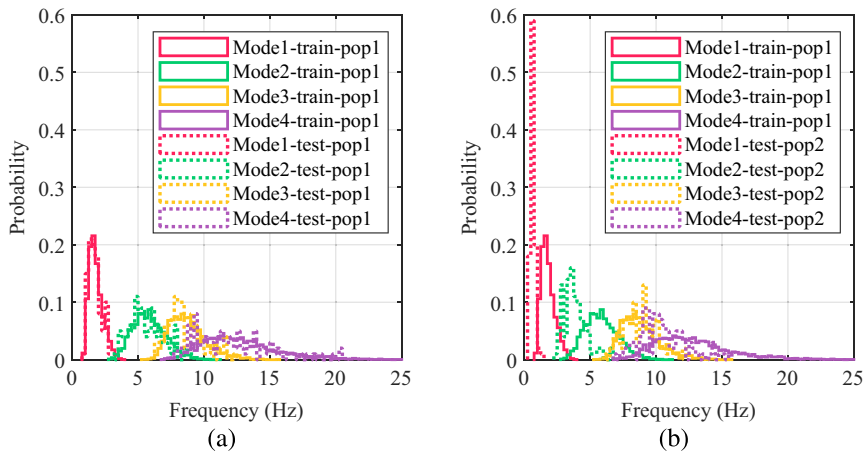 0.6
0.5
0.4
0.3
0.2
0.1
0
Probability
Mode1-train-pop1
Mode2-train-pop1
Mode3-train-pop1
Mode4-train-pop1
Mode1-test-pop1
Mode2-test-pop1
Mode3-test-pop1
Mode4-test-pop1
0 5 10 15 20 25
Frequency (Hz)
(a)
0.6
0.5
0.4
0.3
0.2
0.1
0
Probability
Mode1-train-pop1
Mode2-train-pop1
Mode3-train-pop1
Mode4-train-pop1
Mode1-test-pop2
Mode2-test-pop2
Mode3-test-pop2
Mode4-test-pop2
0 5 10 15 20 25
Frequency (Hz)
(b)